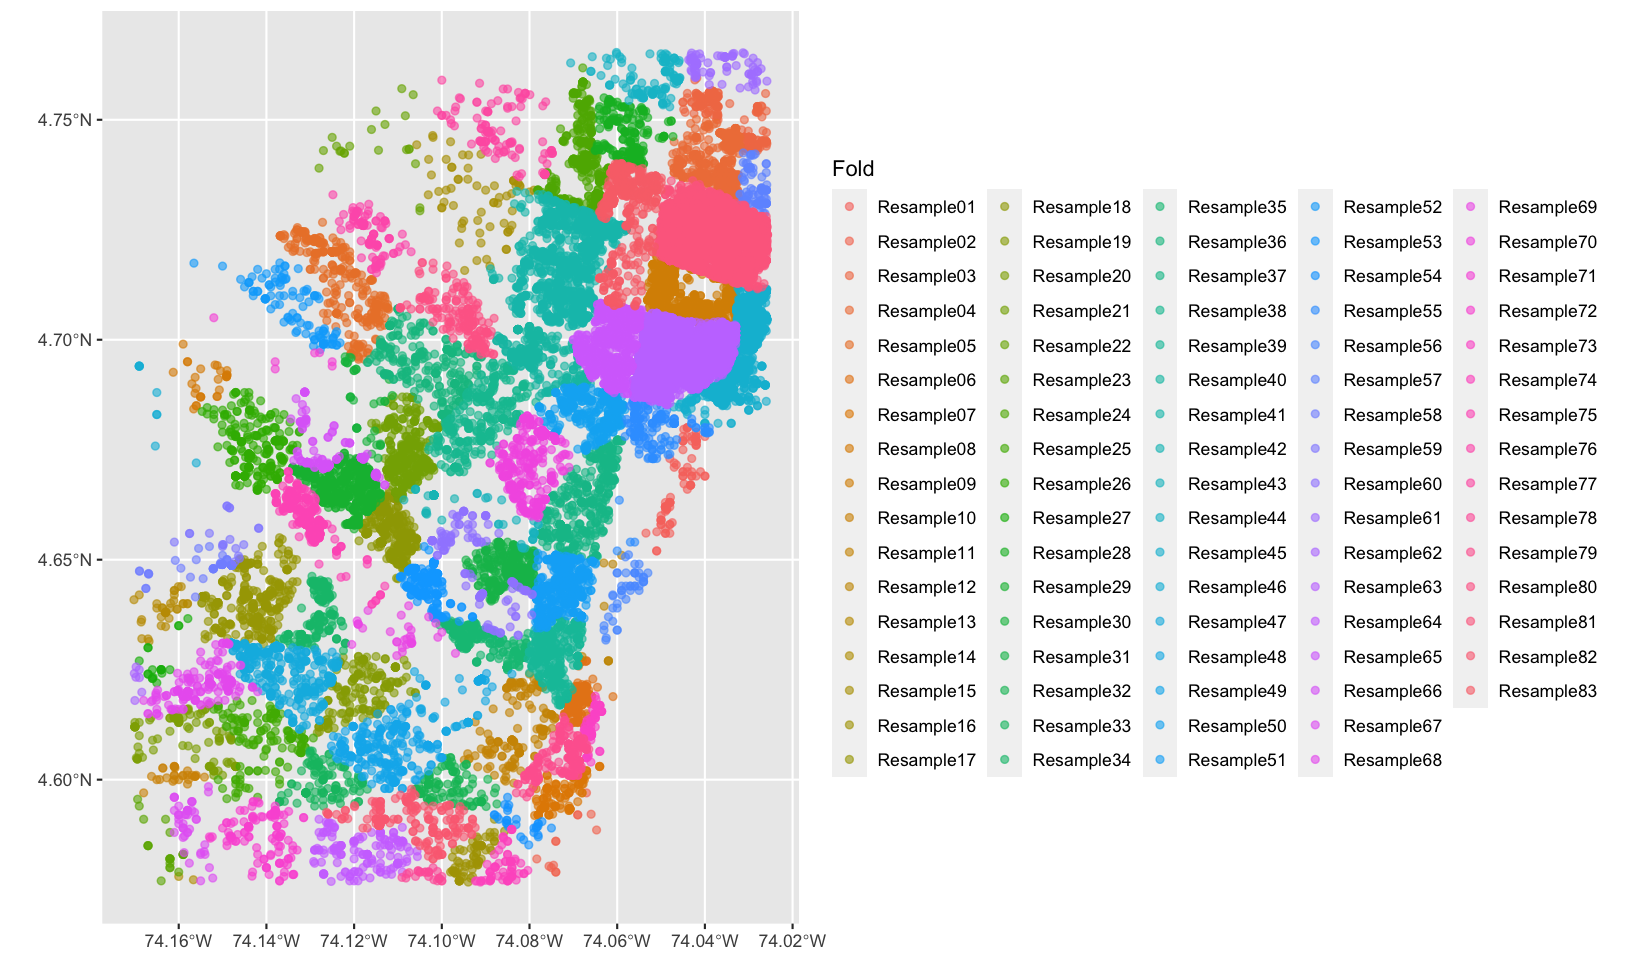 4.75°N
4.70°N
4.65°N
4.60°N
74.16°W 74.14°W 74.12°W 74.10°W 74.08°W 74.06°W 74.04°W 74.02°W
Fold
Resample01 Resample18 Resample35 Resample52 Resample69
Resample02 Resample19 Resample36 Resample53 Resample70
Resample03 Resample20 Resample37 Resample54 Resample71
Resample04 Resample21 Resample38 Resample55 Resample72
Resample05 Resample22 Resample39 Resample56 Resample73
Resample06 Resample23 Resample40 Resample57 Resample74
Resample07 Resample24 Resample41 Resample58 Resample75
Resample08 Resample25 Resample42 Resample59 Resample76
Resample09 Resample26 Resample43 Resample60 Resample77
Resample10 Resample27 Resample44 Resample61 Resample78
Resample11 Resample28 Resample45 Resample62 Resample79
Resample12 Resample29 Resample46 Resample63 Resample80
Resample13 Resample30 Resample47 Resample64 Resample81
Resample14 Resample31 Resample48 Resample65 Resample82
Resample15 Resample32 Resample49 Resample66 Resample83
Resample16 Resample33 Resample50 Resample67
Resample17 Resample34 Resample51 Resample68